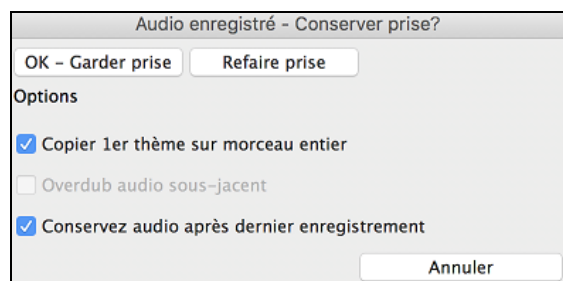 Audio enregistré - Conserver prise?
OK - Garder prise Refaire prise
Options
Copier 1er thème sur morceau entier
Overdub audio sous-jacent
Conservez audio après dernier enregistrement
Annuler